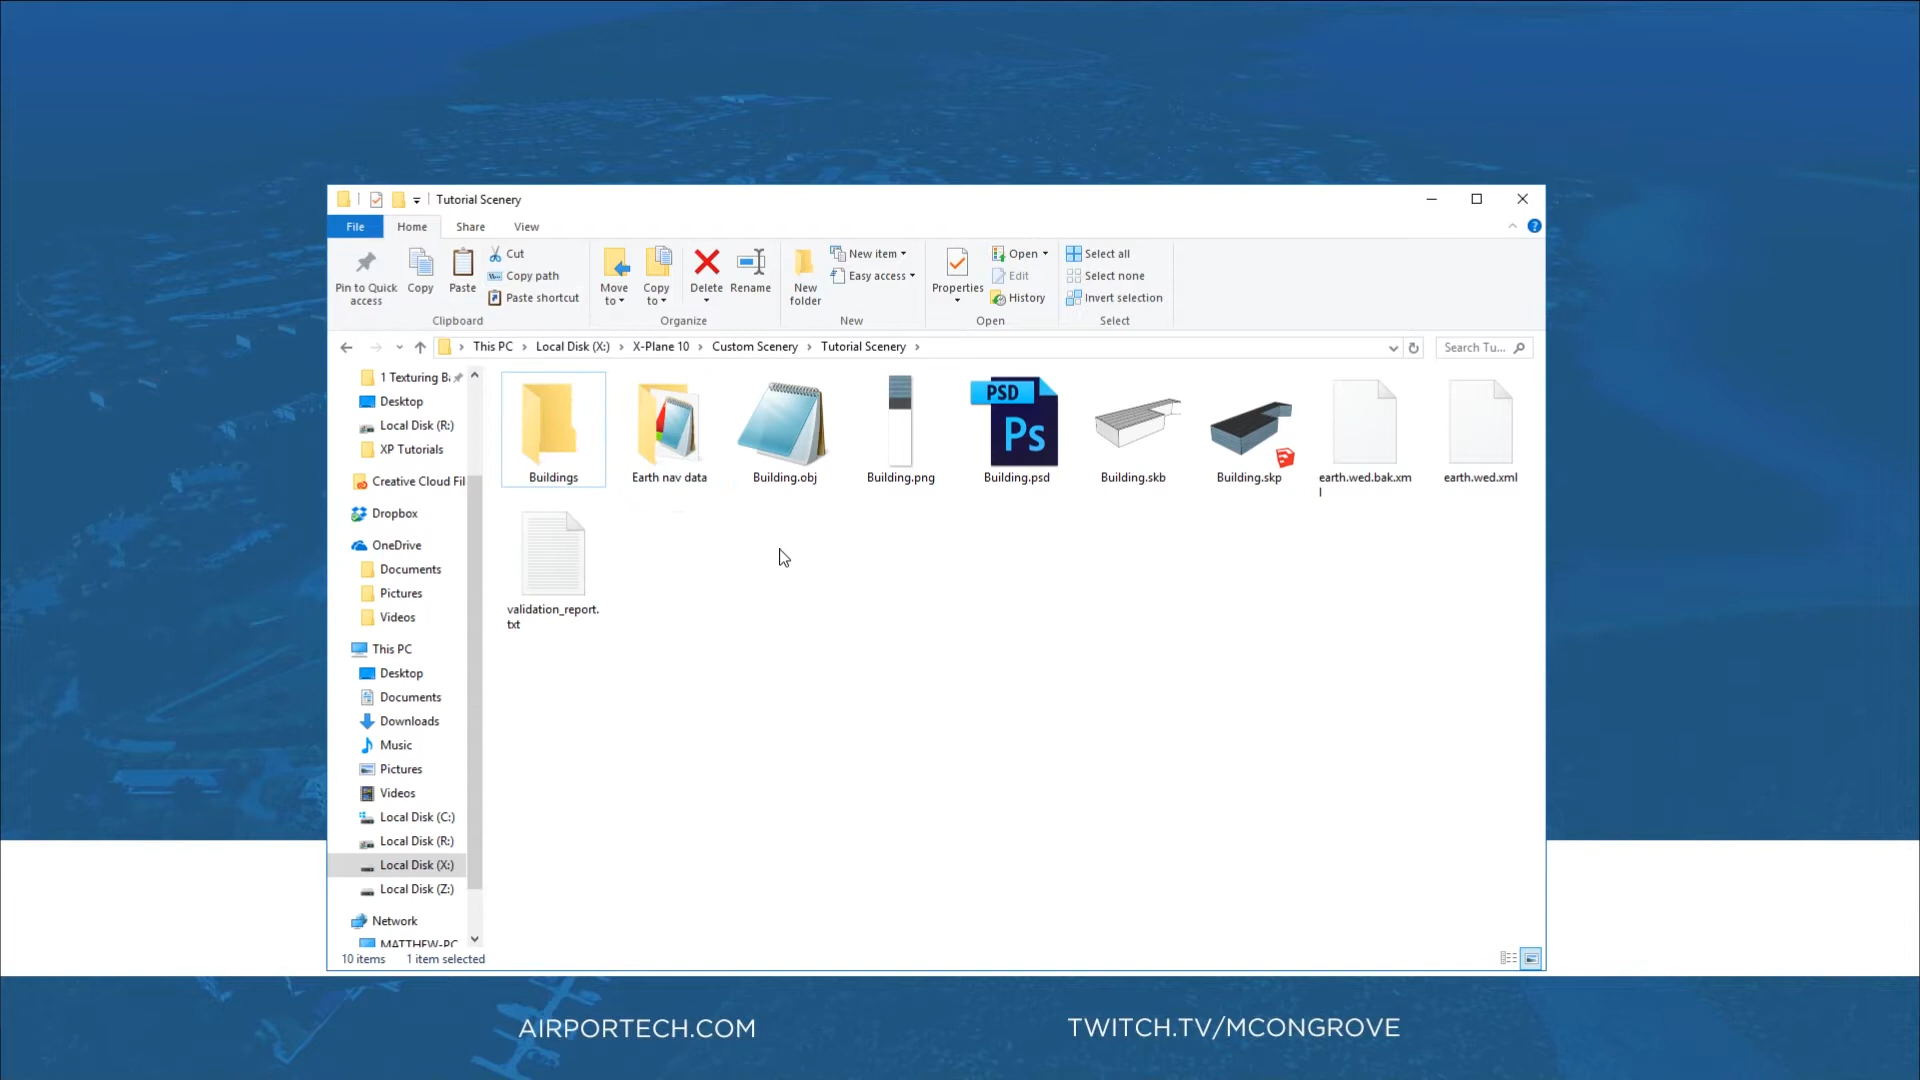 Tutorial Scenery
File Home Share View
Pin to Quick access
Copy
Paste
Cut
Copy path
Paste shortcut
Move to
Copy to
Delete
Rename
New folder
New item
Easy access
Properties
Open
Edit
History
Select all
Select none
Invert selection
Clipboard Organize New Open Select
This PC Local Disk (X:) X-Plane 10 Custom Scenery Tutorial Scenery
Search Tu...
1 Texturing Ba
Desktop
Local Disk (R:)
XP Tutorials
Creative Cloud Fil
Dropbox
OneDrive
Documents
Pictures
Videos
This PC
Desktop
Documents
Downloads
Music
Pictures
Videos
Local Disk (C:)
Local Disk (R:)
Local Disk (X:)
Local Disk (Z:)
Network
MATTHEW-PC
Buildings
Earth nav data
Building.obj
Building.png
PSD
Ps
Building.psd
Building.skb
Building.skp
earth.wed.bak.xm
l
earth.wed.xml
validation_report.
txt
10 items 1 item selected
AIRPORTECH.COM
TWITCH.TV/MCONGROVE